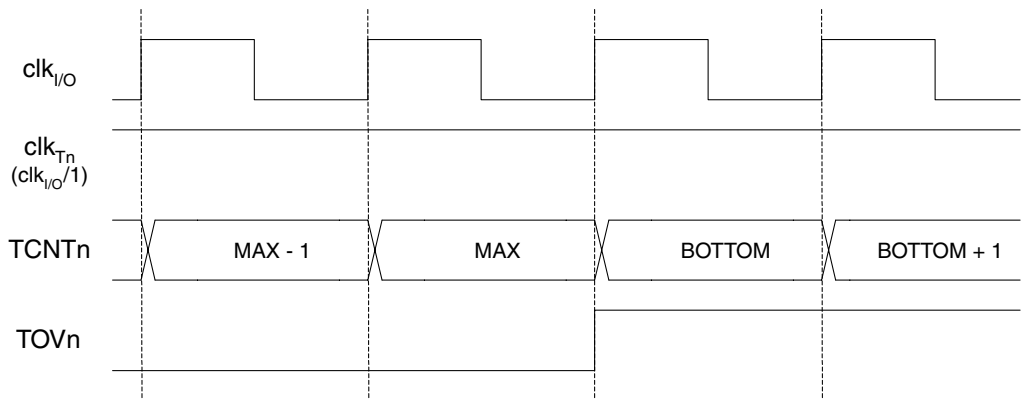 clkI/O
clkTn
(clkI/O/1)
TCNTn MAX - 1 MAX BOTTOM BOTTOM + 1
TOVn